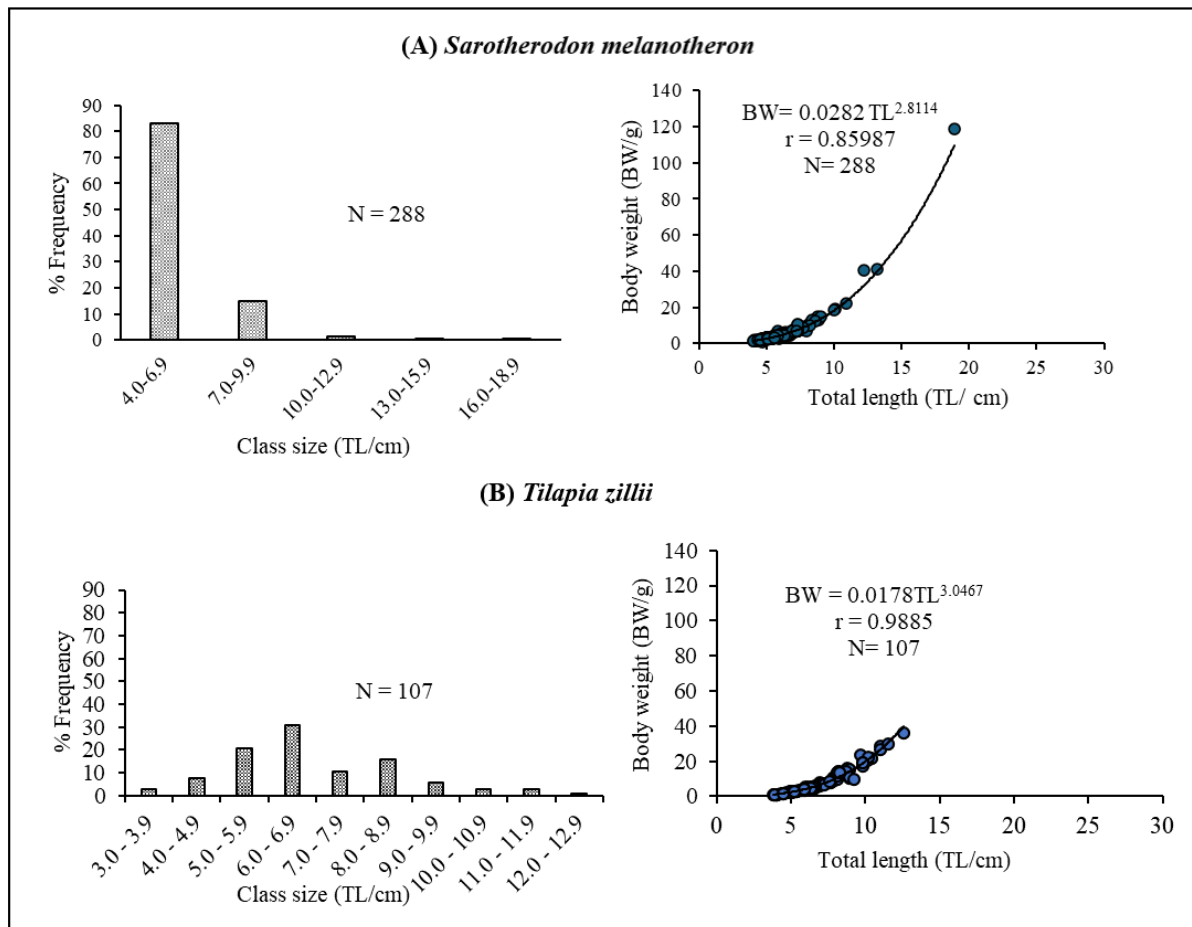 (A) Sarotherodon melanotheron
90
80
70
60
50
40
30
20
10
0
% Frequency
N = 288
4.0-6.9
7.0-9.9
10.0-12.9
13.0-15.9
16.0-18.9
Class size (TL/cm)
140
120
100
80
60
40
20
0
Body weight (BW/g)
BW= 0.0282 TL^2.8114
r = 0.85987
N= 288
0 5 10 15 20 25 30
Total length (TL/ cm)
(B) Tilapia zillii
90
80
70
60
50
40
30
20
10
0
% Frequency
N = 107
3.0 - 3.9
4.0 - 4.9
5.0 - 5.9
6.0 - 6.9
7.0 - 7.9
8.0 - 8.9
9.0 - 9.9
10.0 - 10.9
11.0 - 11.9
12.0 - 12.9
Class size (TL/cm)
140
120
100
80
60
40
20
0
Body weight (BW/g)
BW = 0.0178TL^3.0467
r = 0.9885
N= 107
0 5 10 15 20 25 30
Total length (TL/cm)